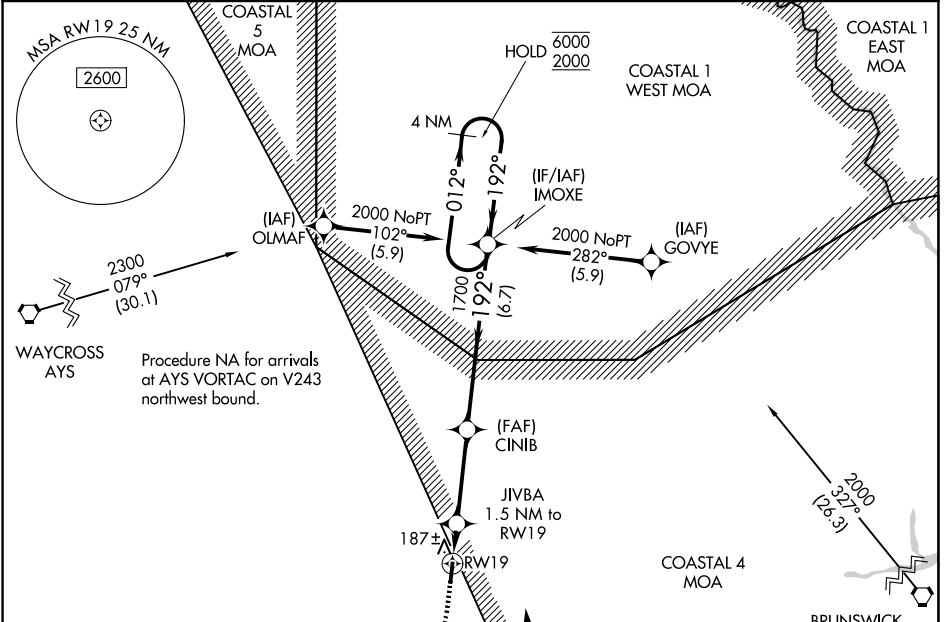 MSA RW 19 25 NM
2600
COASTAL
5
MOA
HOLD
6000
2000
COASTAL 1
WEST MOA
COASTAL 1
EAST
MOA
4 NM
012°
192°
(IF/IAF)
IMOXE
(IAF)
OLMAF
2000 NoPT
102°
(5.9)
2000 NoPT
282°
(5.9)
(IAF)
GOVYE
2300
079°
(30.1)
1700
192°
(6.7)
WAYCROSS
AYS
Procedure NA for arrivals
at AYS VORTAC on V243
northwest bound.
(FAF)
CINIB
JIVBA
1.5 NM to
RW19
187±
RW19
COASTAL 4
MOA
2000
327°
(26.3)
BRUNSWICK